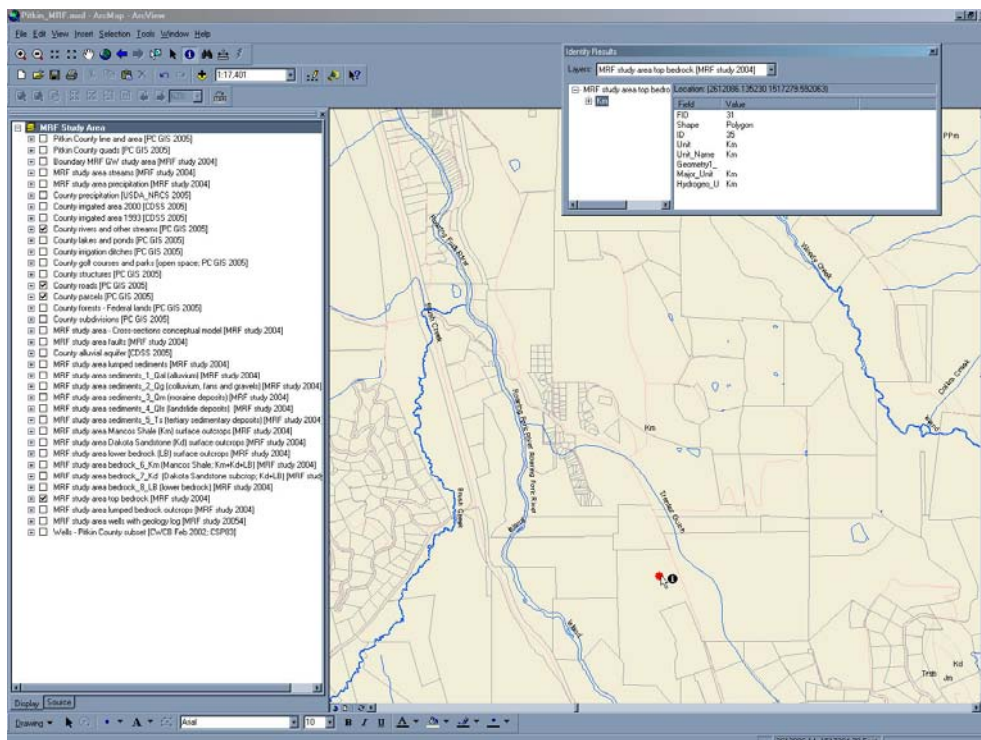 Pitkin_MRF.mxd - ArcMap - ArcView
File Edit View Insert Selection Tools Window Help
1:17,401
MRF Study Area
Pitkin County line and area [PC GIS 2005]
Pitkin County quads [PC GIS 2005]
Boundary MRF GW study area [MRF study 2004]
MRF study area streams [MRF study 2004]
MRF study area precipitation [MRF study 2004]
County precipitation [USDA_NRCS 2005]
County irrigated area 2000 [CDSS 2005]
County irrigated area 1993 [CDSS 2005]
County rivers and other streams [PC GIS 2005]
County lakes and ponds [PC GIS 2005]
County irrigation ditches [PC GIS 2005]
County golf courses and parks [open space; PC GIS 2005]
County structures [PC GIS 2005]
County roads [PC GIS 2005]
County parcels [PC GIS 2005]
County forests - Federal lands [PC GIS 2005]
County subdivisions [PC GIS 2005]
MRF study area - Cross-sections conceptual model [MRF study 2004]
MRF study area faults [MRF study 2004]
County alluvial aquifer [CDSS 2005]
MRF study area lumped sediments [MRF study 2004]
MRF study area sediments_1_Qal (alluvium) [MRF study 2004]
MRF study area sediments_2_Qg (colluvium, fans and gravels) [MRF study 2004]
MRF study area sediments_3_Qm (moraine deposits) [MRF study 2004]
MRF study area sediments_4_Qls (landslide deposits) [MRF study 2004]
MRF study area sediments_5_Ts (tertiary sedimentary deposits) [MRF study 2004]
MRF study area Mancos Shale (Km) surface outcrops [MRF study 2004]
MRF study area Dakota Sandstone (Kd) surface outcrops [MRF study 2004]
MRF study area lower bedrock (LB) surface outcrops [MRF study 2004]
MRF study area bedrock_6_Km (Mancos Shale; Km+Kd+LB) [MRF study 2004]
MRF study area bedrock_7_Kd (Dakota Sandstone subcrop; Kd+LB) [MRF stud
MRF study area bedrock_8_LB (lower bedrock) [MRF study 2004]
MRF study area top bedrock [MRF study 2004]
MRF study area lumped bedrock outcrops [MRF study 2004]
MRF study area wells with geology log [MRF study 20054]
Wells - Pitkin County subset [CWCB Feb 2002; CSP83]
Display Source
Drawing A Arial 10 B I U A
Identify Results
Layers: MRF study area top bedrock [MRF study 2004]
MRF study area top bedro
Km
Location: (2612086.135230 1517279.592063)
Field Value
FID 31
Shape Polygon
ID 35
Unit Km
Unit_Name Km
Geometry1_
Major_Unit Km
Hydrogeo_U Km
PPm
Woody Creek
Collins Creek
Brush Creek
Roaring Fork River Roaring Fork River
Km
Trentaz Gulch
Brush Creek
Island
Island
Kd
Jm